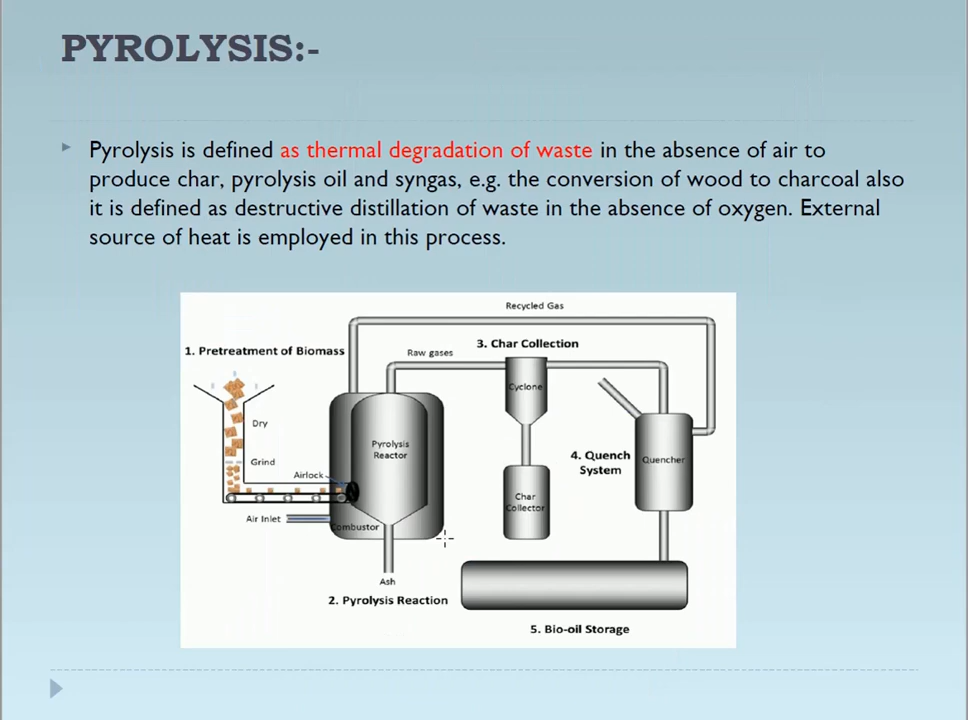 PYROLYSIS:-
Pyrolysis is defined as thermal degradation of waste in the absence of air to
produce char, pyrolysis oil and syngas, e.g. the conversion of wood to charcoal also
it is defined as destructive distillation of waste in the absence of oxygen. External
source of heat is employed in this process.
Recycled Gas
1. Pretreatment of Biomass
Raw gases
3. Char Collection
Cyclone
Dry
Grind
Airlock
Air Inlet
Pyrolysis
Reactor
Combustor
Ash
2. Pyrolysis Reaction
Char
Collector
4. Quench
System
Quencher
5. Bio-oil Storage